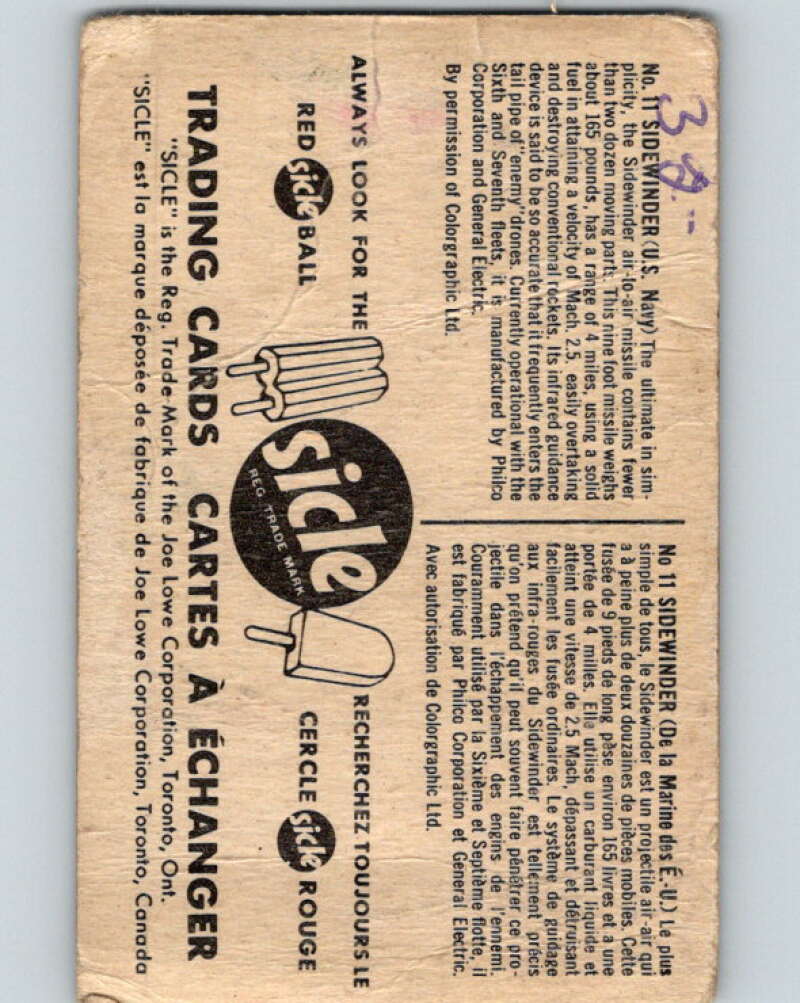 38.--
No. 11 SIDEWINDER (U.S. Navy) The ultimate in sim-
plicity, the Sidewinder air-to-air missile contains fewer
than two dozen moving parts. This nine foot missile weighs
about 165 pounds, has a range of 4 miles, using a solid
fuel in attaining a velocity of Mach. 2.5. easily overtaking
and destroying conventional rockets. Its infrared guidance
device is said to be so accurate that it frequently enters the
tail pipe of "enemy" drones. Currently operational with the
Sixth and Seventh fleets, it is manufactured by Philco
Corporation and General Electric.
By permission of Colorgraphic Ltd.
No 11 SIDEWINDER (De la Marine des É.-U.) Le plus
simple de tous, le Sidewinder est un projectile air-air qui
a à peine plus de deux douzaines de pièces mobiles. Cette
fusée de 9 pieds de long pèse environ 165 livres et a une
portée de 4 milles. Elle utilise un carburant liquide et
atteint une vitesse de 2.5 Mach, dépassant et détruisant
facilement les fusée ordinaires. Le système de guidage
aux infra-rouges du Sidewinder est tellement précis
qu'on prétend qu'il peut souvent faire pénétrer ce pro-
jectile dans l'échappement des engins de l'ennemi.
Couramment utilisé par la Sixième et Septième flotte, il
est fabriqué par Philco Corporation et General Electric.
Avec autorisation de Colorgraphic Ltd.
ALWAYS LOOK FOR THE
RED sicle BALL
sicle
REG. TRADE MARK
RECHERCHEZ TOUJOURS LE
CERCLE sicle ROUGE
TRADING CARDS CARTES À ÉCHANGER
"SICLE" is the Reg. Trade Mark of the Joe Lowe Corporation, Toronto, Ont.
"SICLE" est la marque déposée de fabrique de Joe Lowe Corporation, Toronto, Canada